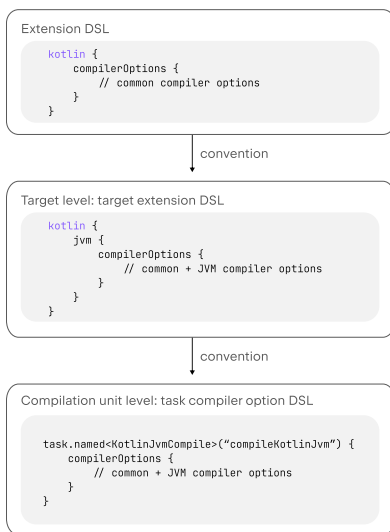 Extension DSL
kotlin {
    compilerOptions {
        // common compiler options
    }
}
convention
Target level: target extension DSL
kotlin {
    jvm {
        compilerOptions {
            // common + JVM compiler options
        }
    }
}
convention
Compilation unit level: task compiler option DSL
task.named<KotlinJvmCompile>(“compileKotlinJvm”) {
    compilerOptions {
        // common + JVM compiler options
    }
}